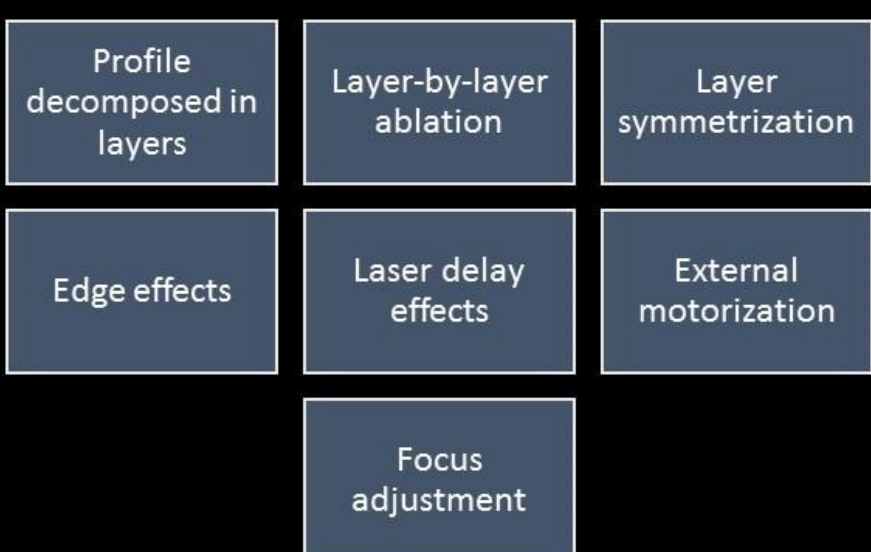 Profile
decomposed in
layers
Layer-by-layer
ablation
Layer
symmetrization
Edge effects
Laser delay
effects
External
motorization
Focus
adjustment